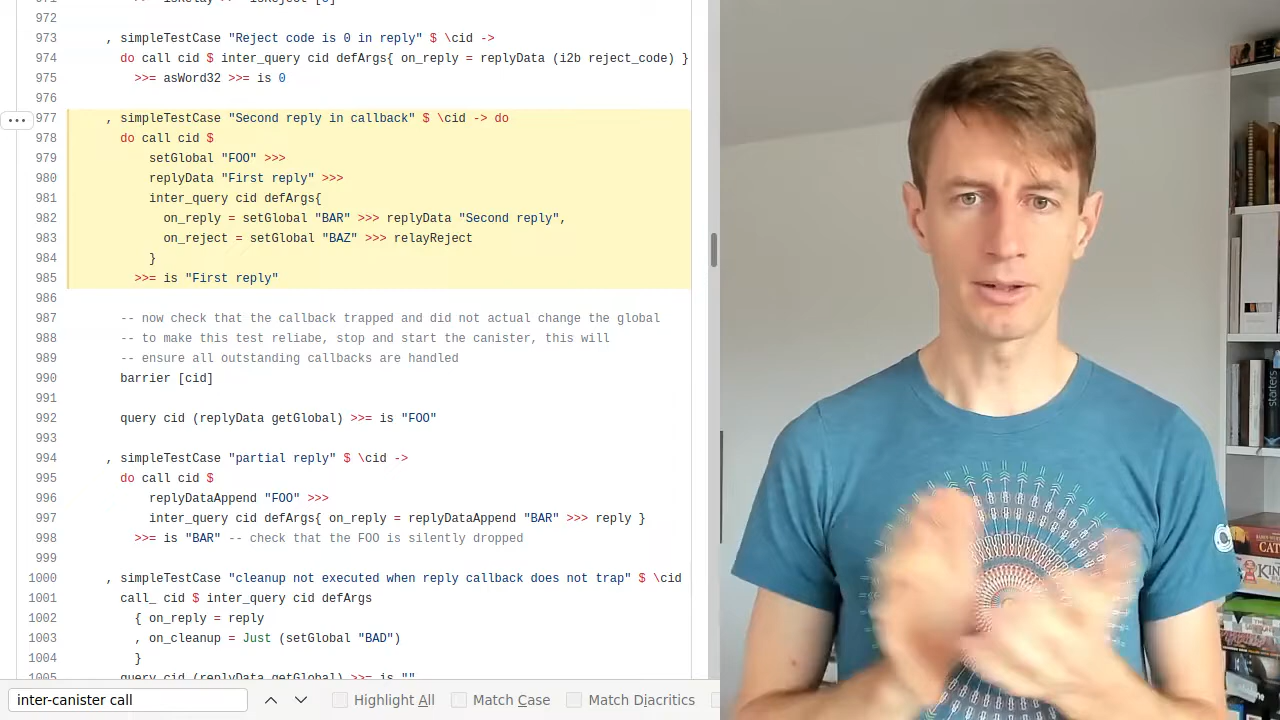 972
973 , simpleTestCase "Reject code is 0 in reply" $ \cid ->
974 do call cid $ inter_query cid defArgs{ on_reply = replyData (i2b reject_code) }
975 >>= asWord32 >>= is 0
976
977 , simpleTestCase "Second reply in callback" $ \cid -> do
978 do call cid $
979 setGlobal "FOO" >>>
980 replyData "First reply" >>>
981 inter_query cid defArgs{
982 on_reply = setGlobal "BAR" >>> replyData "Second reply",
983 on_reject = setGlobal "BAZ" >>> relayReject
984 }
985 >>= is "First reply"
986
987 -- now check that the callback trapped and did not actual change the global
988 -- to make this test reliabe, stop and start the canister, this will
989 -- ensure all outstanding callbacks are handled
990 barrier [cid]
991
992 query cid (replyData getGlobal) >>= is "FOO"
993
994 , simpleTestCase "partial reply" $ \cid ->
995 do call cid $
996 replyDataAppend "FOO" >>>
997 inter_query cid defArgs{ on_reply = replyDataAppend "BAR" >>> reply }
998 >>= is "BAR" -- check that the FOO is silently dropped
999
1000 , simpleTestCase "cleanup not executed when reply callback does not trap" $ \cid
1001 call_ cid $ inter_query cid defArgs
1002 { on_reply = reply
1003 , on_cleanup = Just (setGlobal "BAD")
1004 }
1005 query cid (replyData getGlobal) >>= is ""
inter-canister call Highlight All Match Case Match Diacritics
starters
CAT
KIN